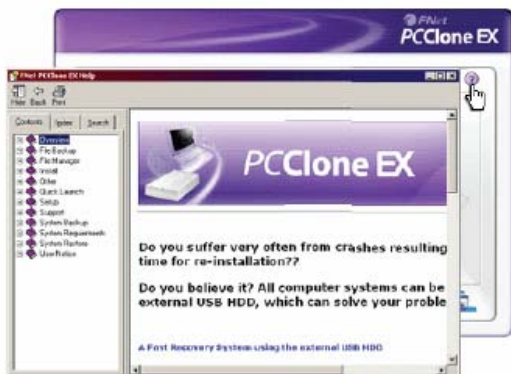 FNet
PCClone EX
FNet PCClone EX Help
Hide Back Print
Contents Index Search
Overview
File Backup
File Manager
Install
Other
Quick Launch
Setup
Support
System Backup
System Requirements
System Restore
User Notice
PCClone EX
Do you suffer very often from crashes resulting
time for re-installation??
Do you believe it? All computer systems can be
external USB HDD, which can solve your proble
A Fast Recovery System using the external USB HDD